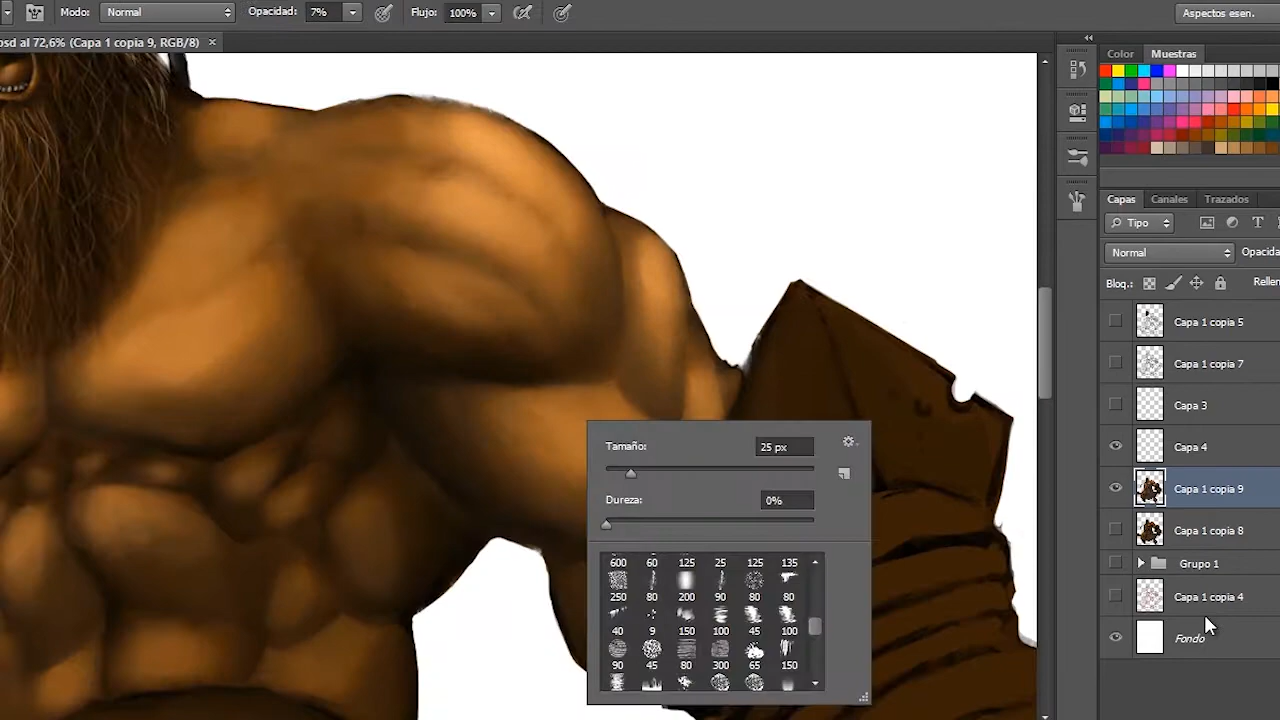 Modo: Normal Opacidad: 7% Flujo: 100% Aspectos esen.
osd al 72,6% (Capa 1 copia 9, RGB/8) ×
Color Muestras
Capas Canales Trazados
Tipo T
Normal Opacida
Bloq.: Reller
Capa 1 copia 5
Capa 1 copia 7
Capa 3
Capa 4
Capa 1 copia 9
Capa 1 copia 8
Grupo 1
Capa 1 copia 4
Fondo
Tamaño: 25 px
Dureza: 0%
600 60 125 25 125 135
250 80 200 90 80 80
40 9 150 100 45 100
90 45 80 300 65 150